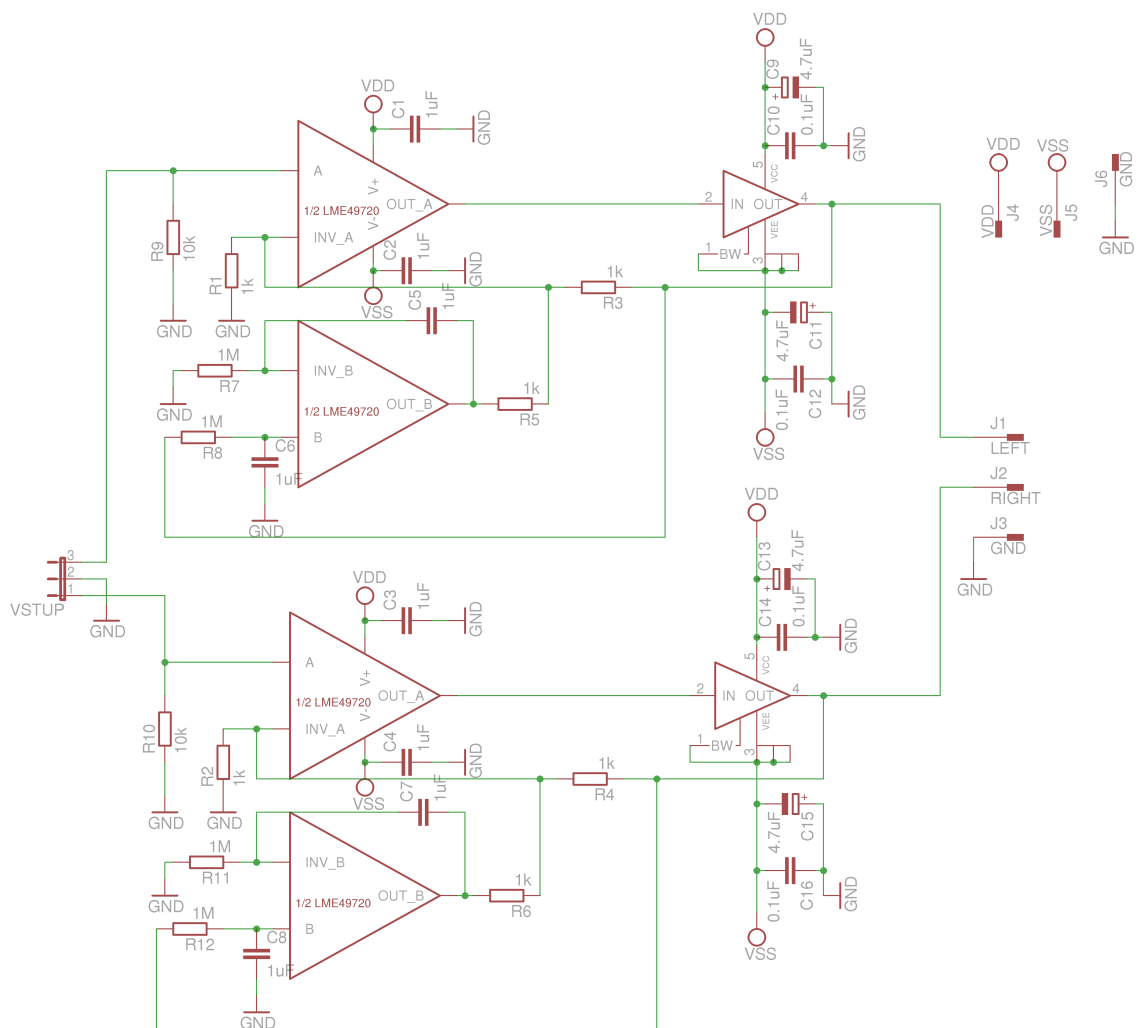 VDD
C9
4.7uF
C10
0.1uF
GND
5
VCC
2
IN
OUT
4
VEE
1
BW
3
4.7uF
C11
0.1uF
C12
GND
VSS
VDD
C1
1uF
GND
A
V+
1/2 LME49720
OUT_A
V-
INV_A
C2
1uF
GND
VSS
R9
10k
GND
R1
1k
GND
C5
1uF
1k
R3
1M
R7
GND
INV_B
1/2 LME49720
OUT_B
B
1k
R5
1M
R8
C6
1uF
GND
VDD
VDD
J4
VSS
VSS
J5
J6
GND
GND
J1
LEFT
J2
RIGHT
J3
GND
GND
3
2
1
VSTUP
GND
VDD
C13
4.7uF
C14
0.1uF
GND
5
VCC
2
IN
OUT
4
VEE
1
BW
3
4.7uF
C15
0.1uF
C16
GND
VSS
VDD
C3
1uF
GND
A
V+
1/2 LME49720
OUT_A
V-
INV_A
C4
1uF
GND
VSS
R10
10k
GND
R2
1k
GND
C7
1uF
1k
R4
1M
R11
GND
INV_B
1/2 LME49720
OUT_B
B
1k
R6
1M
R12
C8
1uF
GND